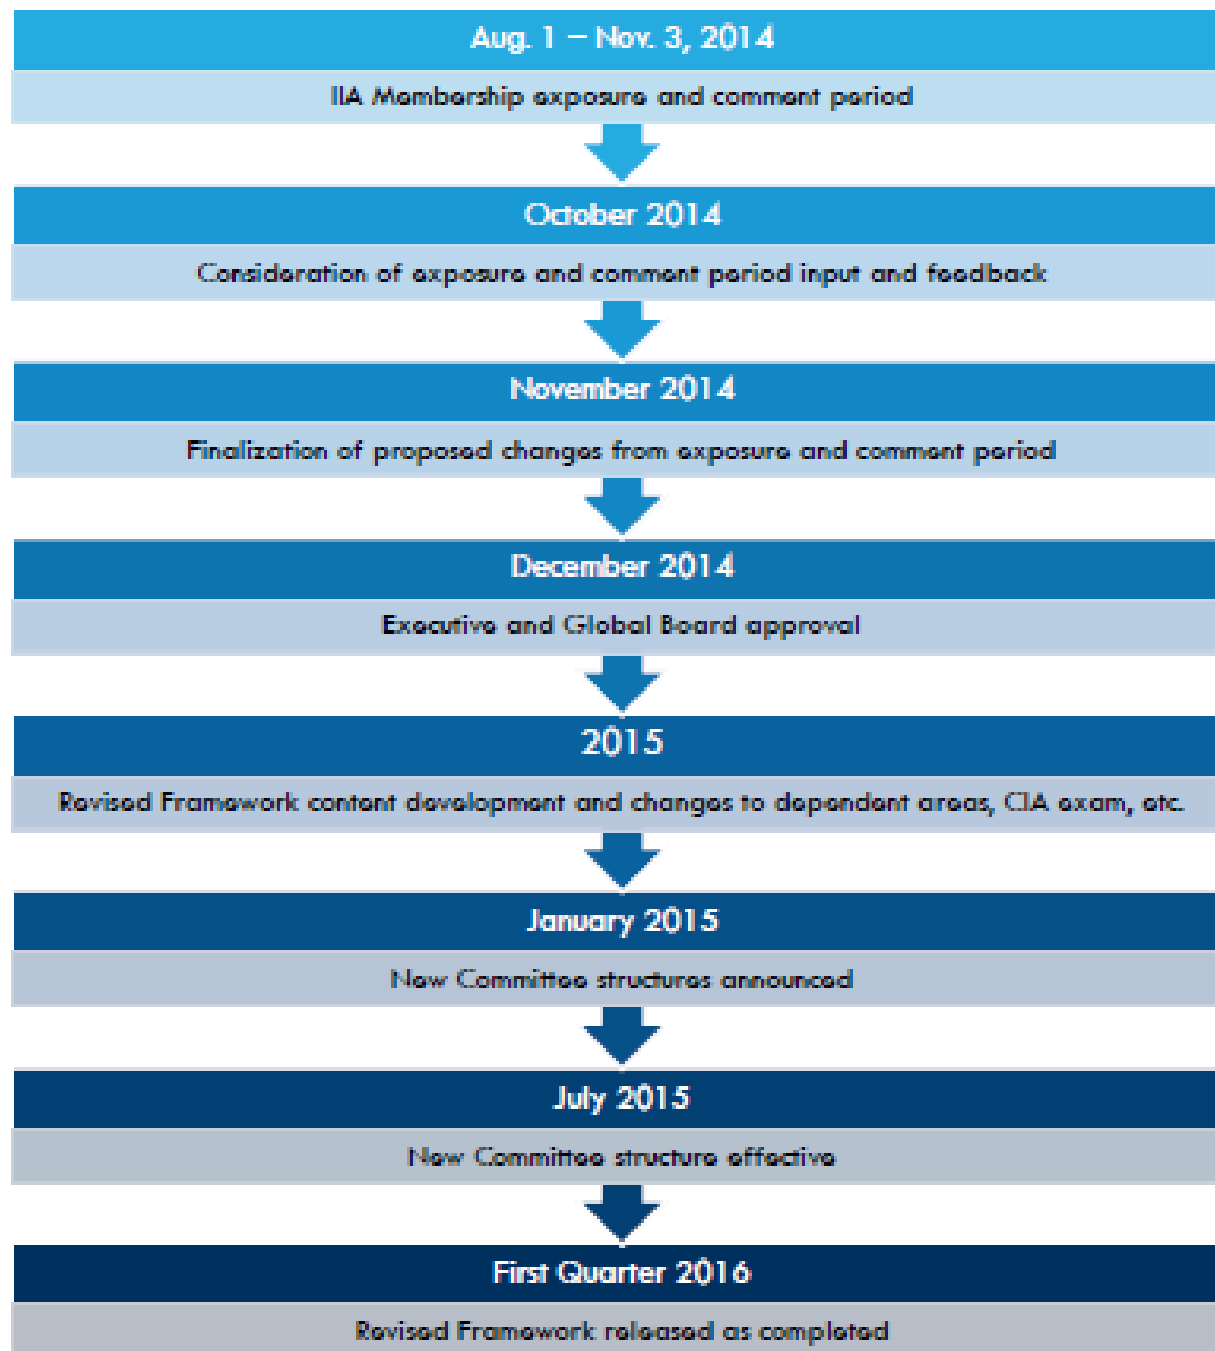 Aug. 1 – Nov. 3, 2014
IIA Membership exposure and comment period
October 2014
Consideration of exposure and comment period input and feedback
November 2014
Finalization of proposed changes from exposure and comment period
December 2014
Executive and Global Board approval
2015
Revised Framework content development and changes to dependent areas, CIA exam, etc.
January 2015
New Committee structures announced
July 2015
New Committee structure effective
First Quarter 2016
Revised Framework released as completed